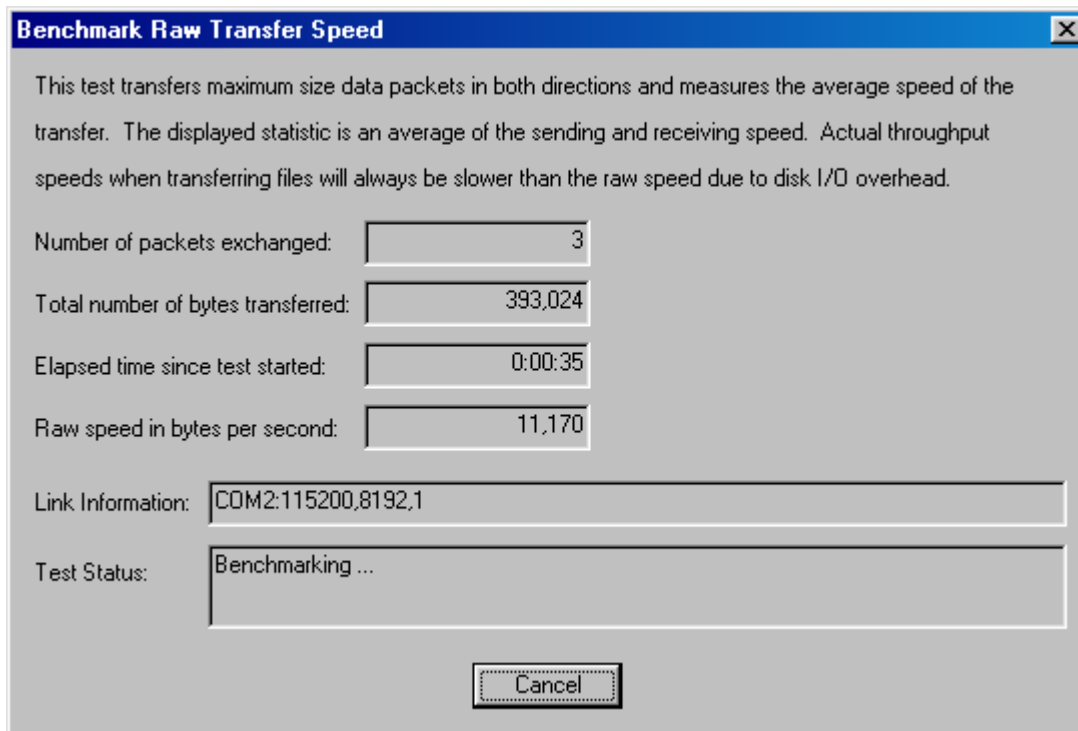 Benchmark Raw Transfer Speed
This test transfers maximum size data packets in both directions and measures the average speed of the
transfer.  The displayed statistic is an average of the sending and receiving speed.  Actual throughput
speeds when transferring files will always be slower than the raw speed due to disk I/O overhead.
Number of packets exchanged: 3
Total number of bytes transferred: 393,024
Elapsed time since test started: 0:00:35
Raw speed in bytes per second: 11,170
Link Information: COM2:115200,8192,1
Test Status: Benchmarking ...
Cancel